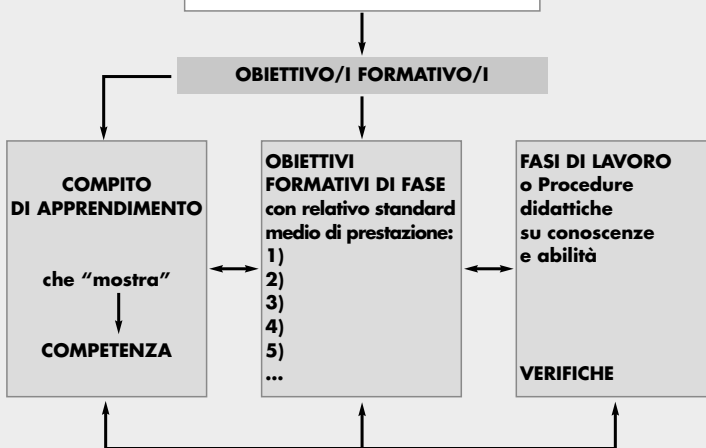 OBIETTIVO/I FORMATIVO/I
COMPITO
DI APPRENDIMENTO
che “mostra”
COMPETENZA
OBIETTIVI
FORMATIVI DI FASE
con relativo standard
medio di prestazione:
1)
2)
3)
4)
5)
...
FASI DI LAVORO
o Procedure
didattiche
su conoscenze
e abilità
VERIFICHE